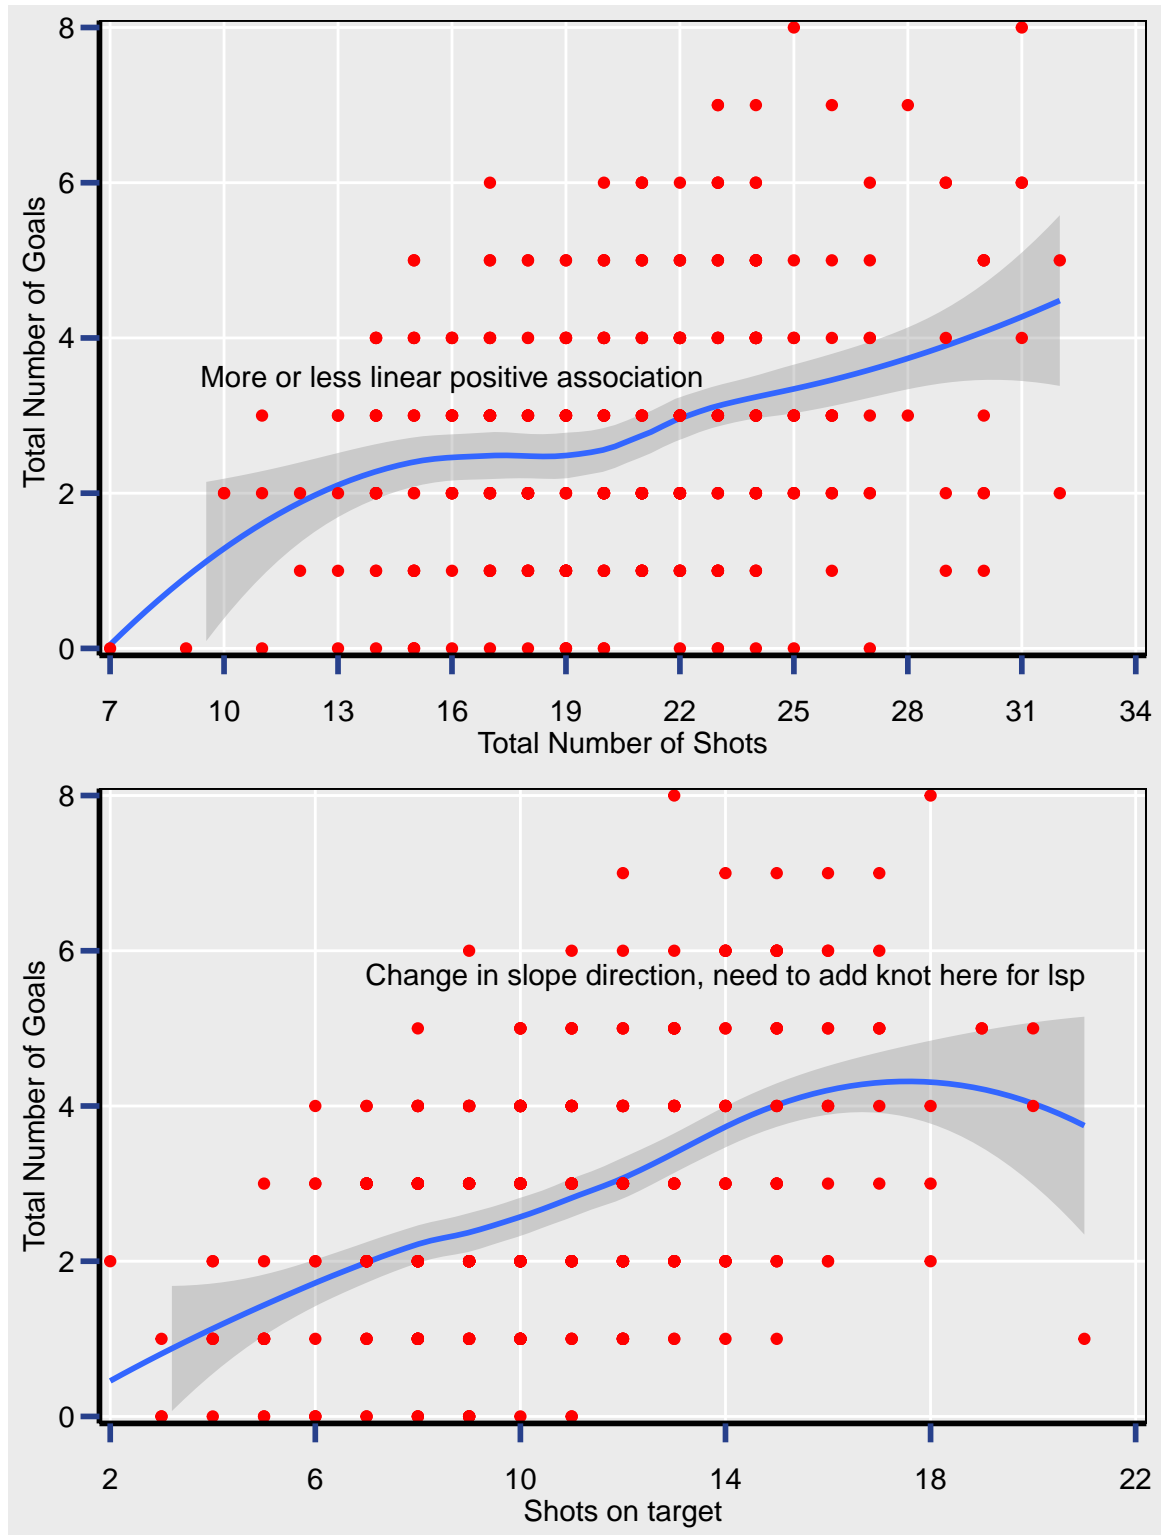 8
6
4
2
0
Total Number of Goals
More or less linear positive association
7 10 13 16 19 22 25 28 31 34
Total Number of Shots
8
6
4
2
0
Total Number of Goals
Change in slope direction, need to add knot here for lsp
2 6 10 14 18 22
Shots on target